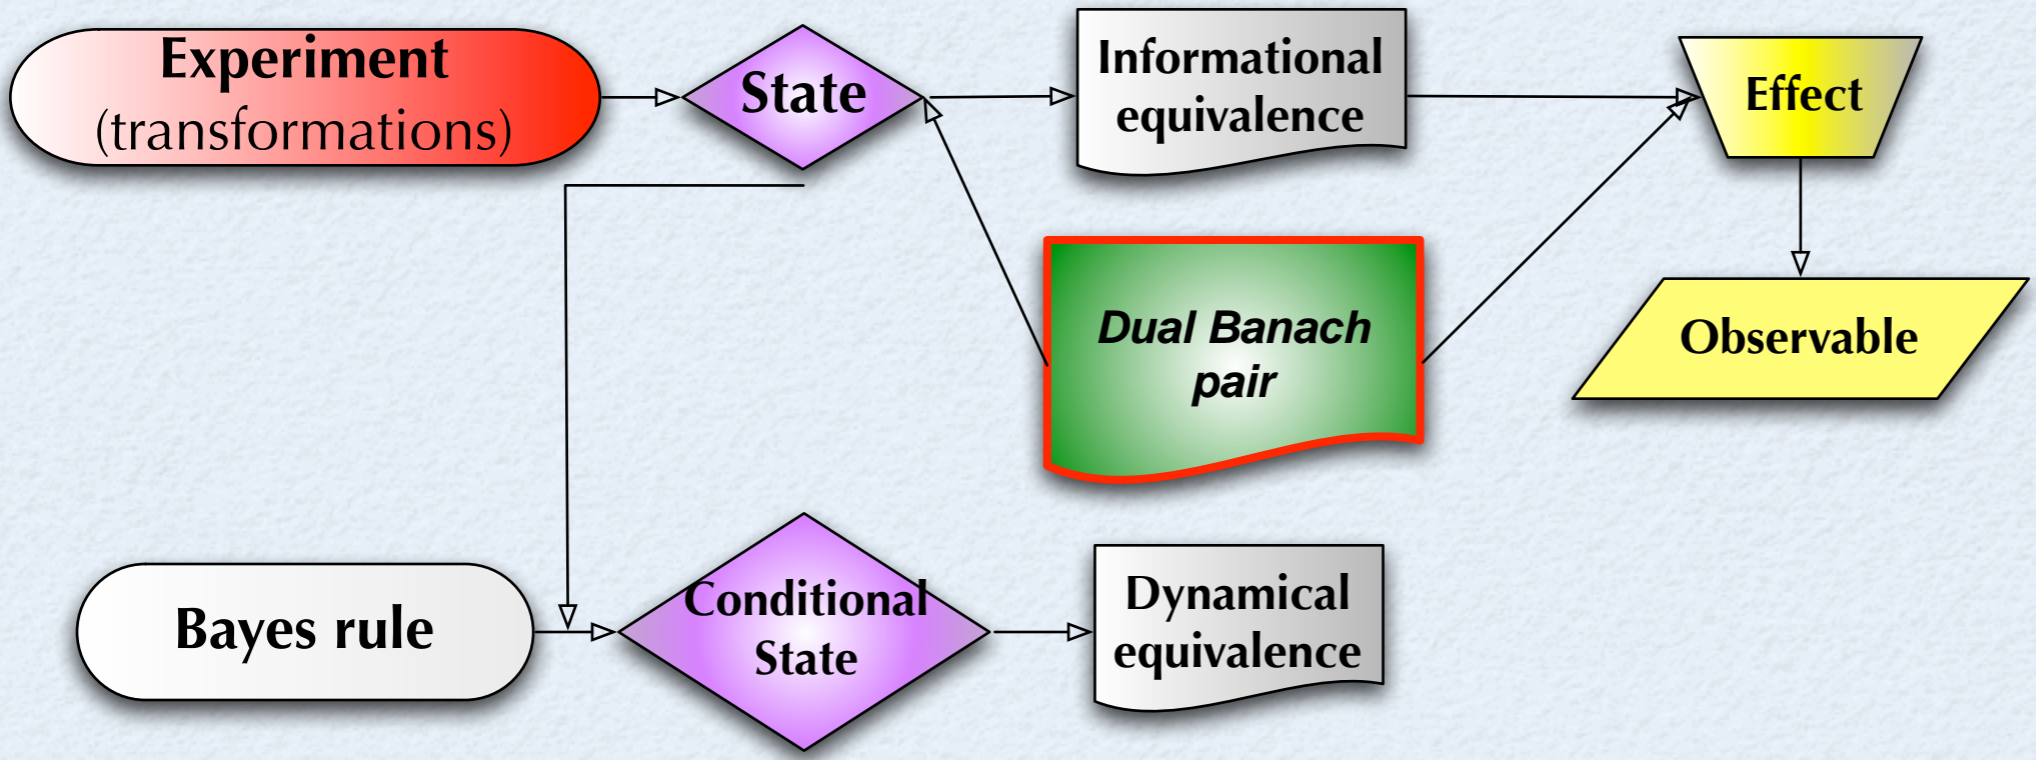 Experiment
(transformations)
State
Informational
equivalence
Effect
Dual Banach
pair
Observable
Bayes rule
Conditional
State
Dynamical
equivalence